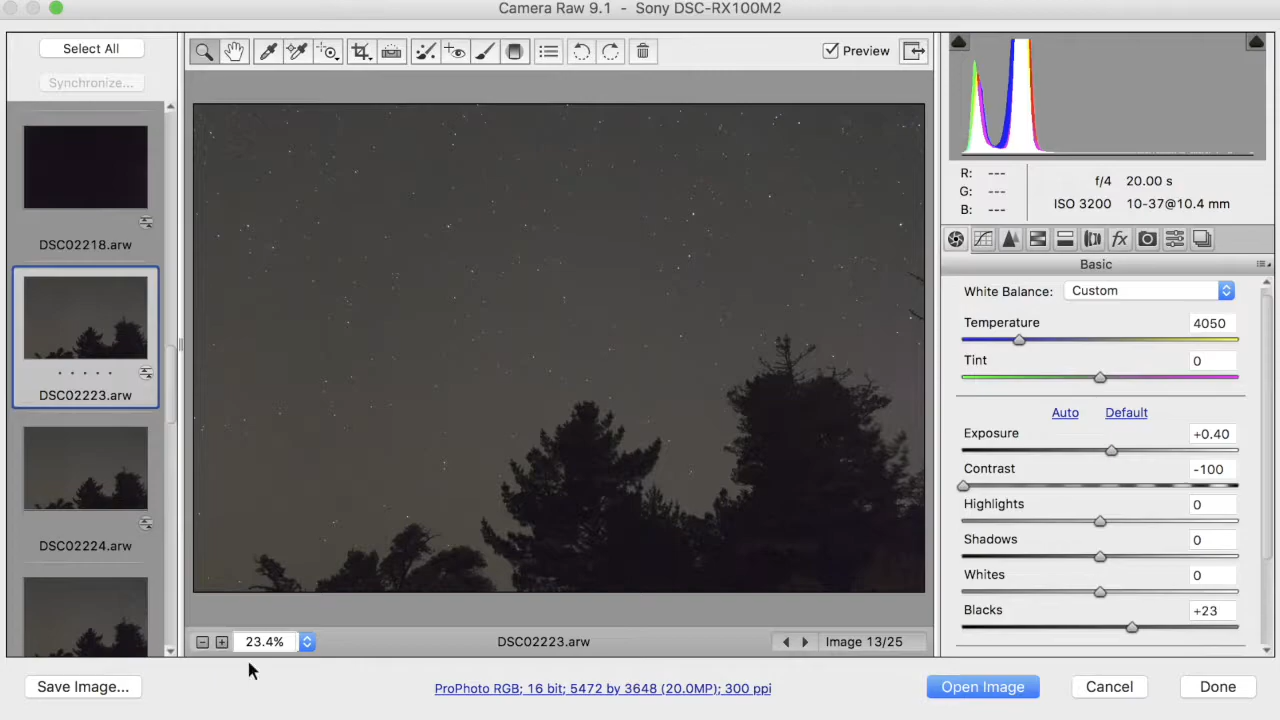 Camera Raw 9.1 - Sony DSC-RX100M2
Select All
Synchronize...
DSC02218.arw
DSC02223.arw
DSC02224.arw
Preview
R: ---
G: ---
B: ---
f/4 20.00 s
ISO 3200 10-37@10.4 mm
fx
Basic
White Balance: Custom
Temperature 4050
Tint 0
Auto Default
Exposure +0.40
Contrast -100
Highlights 0
Shadows 0
Whites 0
Blacks +23
23.4%
DSC02223.arw
Image 13/25
Save Image...
ProPhoto RGB; 16 bit; 5472 by 3648 (20.0MP); 300 ppi
Open Image
Cancel
Done